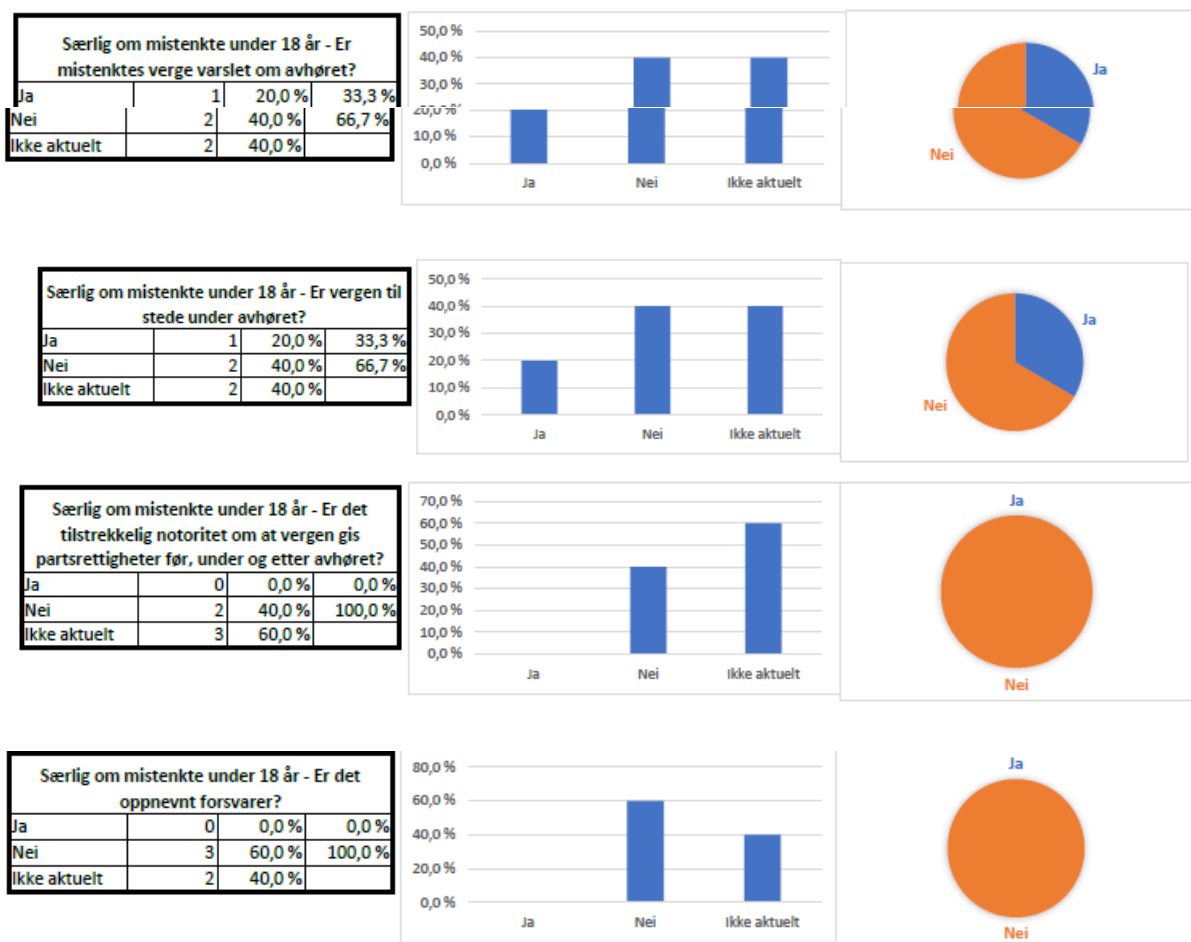 Særlig om mistenkte under 18 år - Er
mistenktes verge varslet om avhøret?
Ja 1 20,0 % 33,3 %
Nei 2 40,0 % 66,7 %
Ikke aktuelt 2 40,0 %
50,0 %
40,0 %
30,0 %
20,0 %
10,0 %
0,0 %
Ja Nei Ikke aktuelt
Ja
Nei
Særlig om mistenkte under 18 år - Er vergen til
stede under avhøret?
Ja 1 20,0 % 33,3 %
Nei 2 40,0 % 66,7 %
Ikke aktuelt 2 40,0 %
50,0 %
40,0 %
30,0 %
20,0 %
10,0 %
0,0 %
Ja Nei Ikke aktuelt
Ja
Nei
Særlig om mistenkte under 18 år - Er det
tilstrekkelig notoritet om at vergen gis
partsrettigheter før, under og etter avhøret?
Ja 0 0,0 % 0,0 %
Nei 2 40,0 % 100,0 %
Ikke aktuelt 3 60,0 %
70,0 %
60,0 %
50,0 %
40,0 %
30,0 %
20,0 %
10,0 %
0,0 %
Ja Nei Ikke aktuelt
Ja
Nei
Særlig om mistenkte under 18 år - Er det
oppnevnt forsvarer?
Ja 0 0,0 % 0,0 %
Nei 3 60,0 % 100,0 %
Ikke aktuelt 2 40,0 %
80,0 %
60,0 %
40,0 %
20,0 %
0,0 %
Ja Nei Ikke aktuelt
Ja
Nei